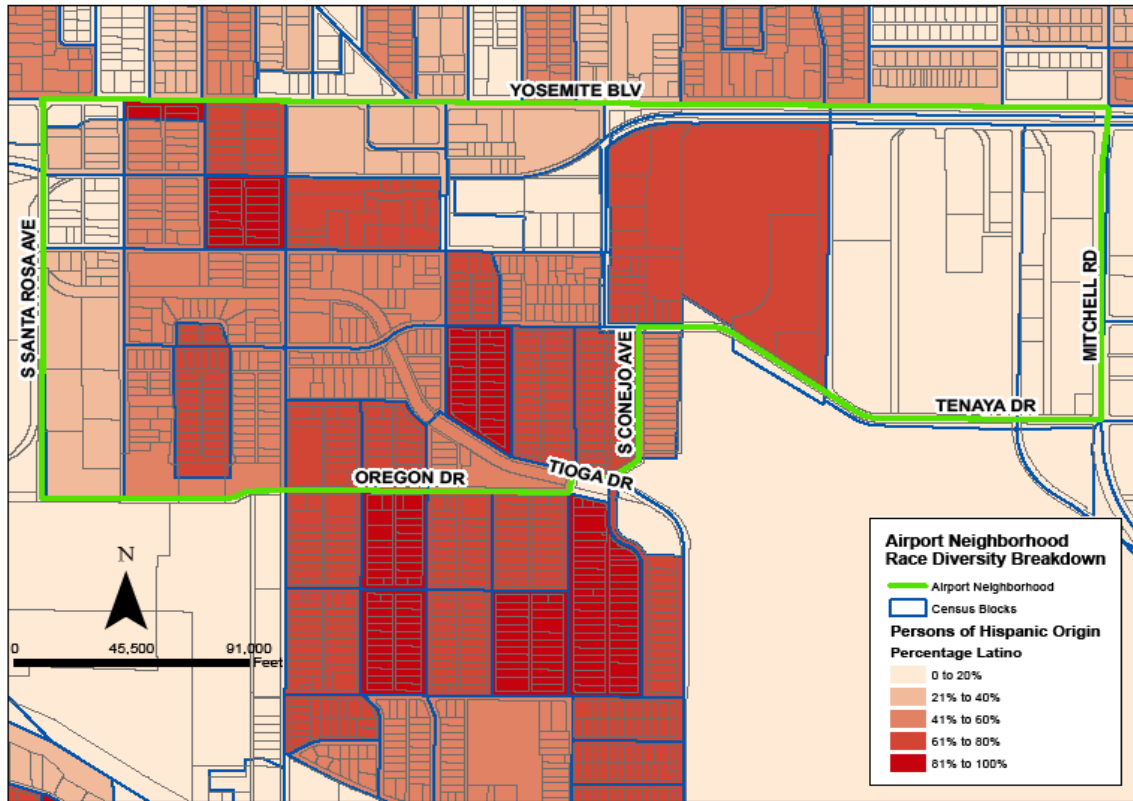 YOSEMITE BLV
S SANTA ROSA AVE
MITCHELL RD
S CONEJO AVE
TENAYA DR
OREGON DR
TIOGA DR
N
0 45,500 91,000
Feet
Airport Neighborhood
Race Diversity Breakdown
Airport Neighborhood
Census Blocks
Persons of Hispanic Origin
Percentage Latino
0 to 20%
21% to 40%
41% to 60%
61% to 80%
81% to 100%